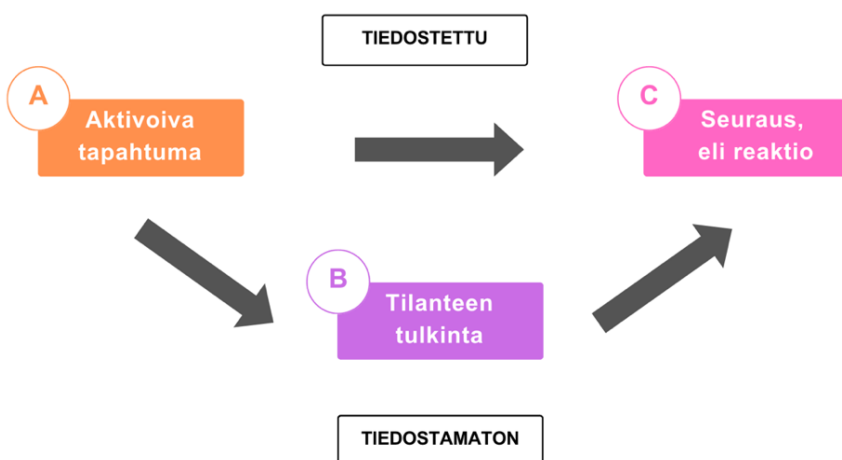 TIEDOSTETTU
A
Aktivoiva
tapahtuma
C
Seuraus,
eli reaktio
B
Tilanteen
tulkinta
TIEDOSTAMATON